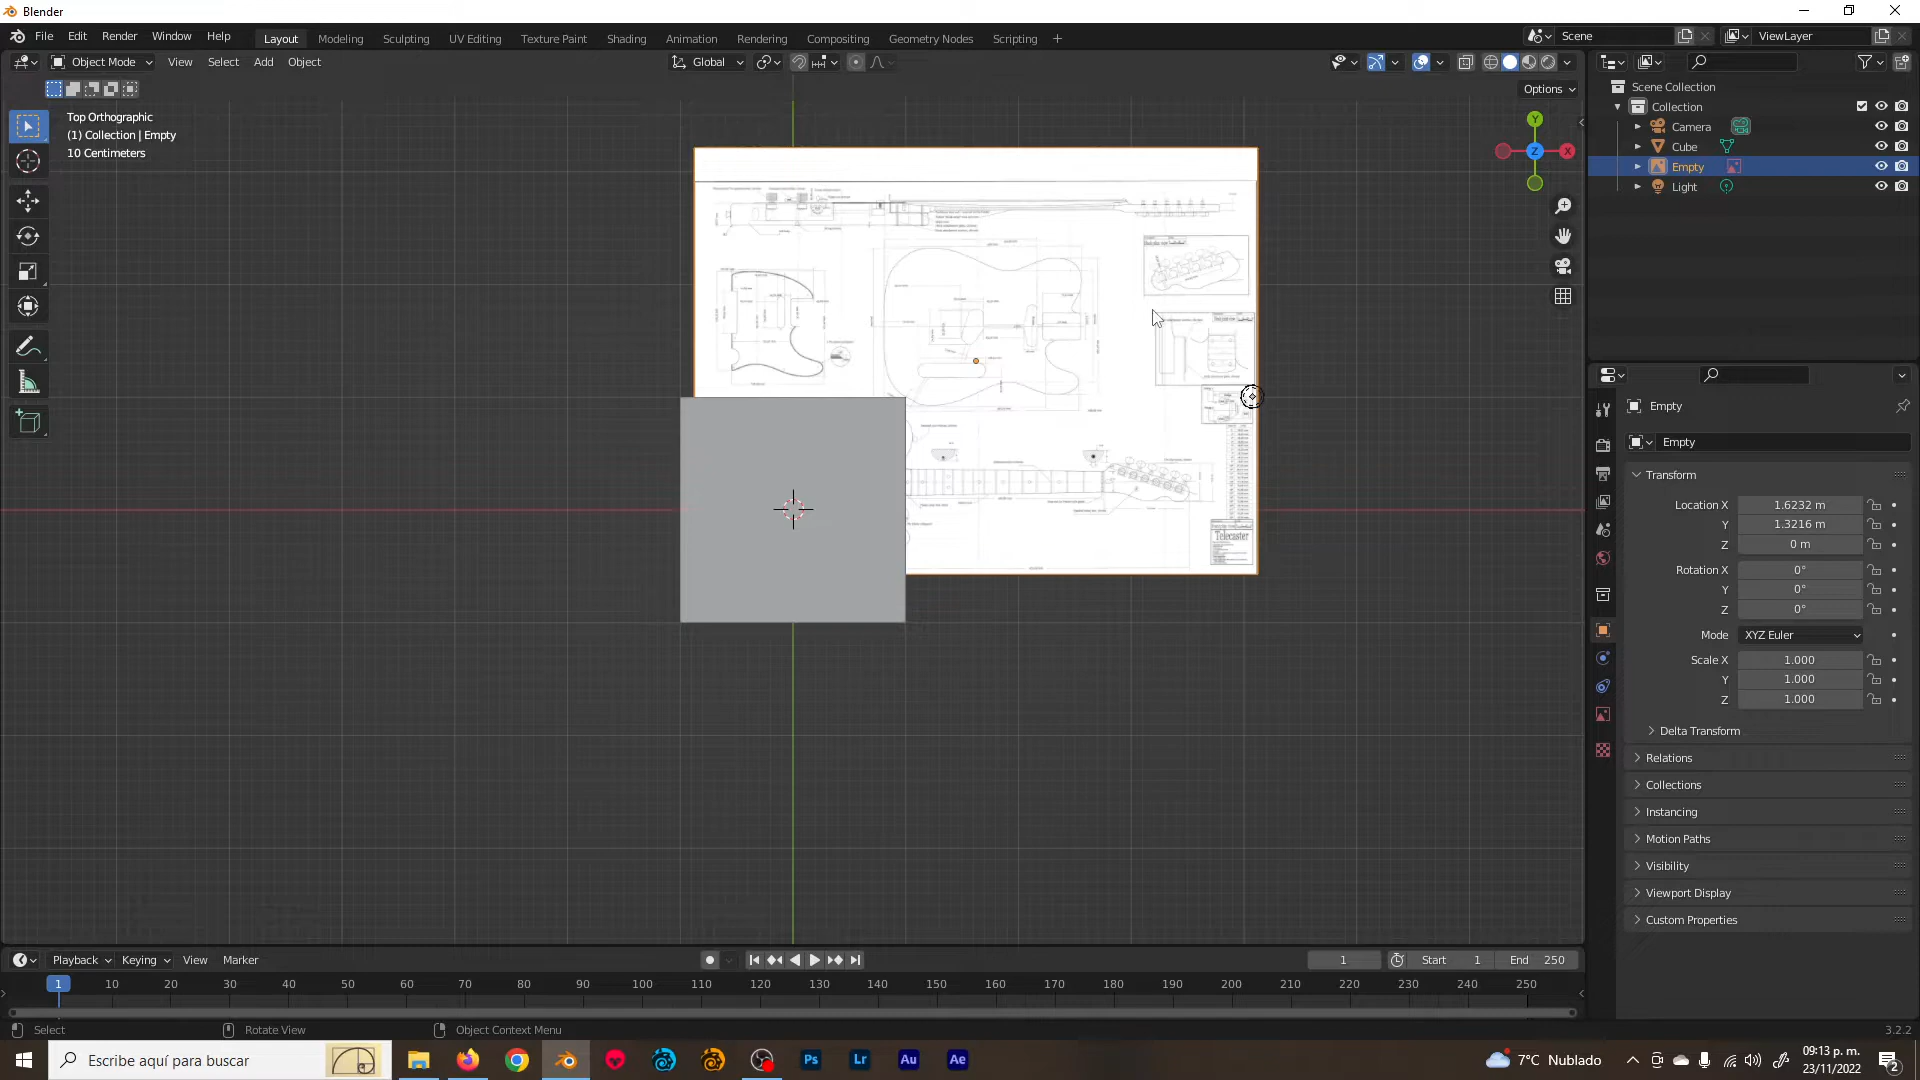 Blender
File Edit Render Window Help
Layout Modeling Sculpting UV Editing Texture Paint Shading Animation Rendering Compositing Geometry Nodes Scripting +
Scene
ViewLayer
Object Mode View Select Add Object
Global
Options
Top Orthographic
(1) Collection | Empty
10 Centimeters
Y
X
Z
Telecaster
Scene Collection
Collection
Camera
Cube
Empty
Light
Empty
Empty
Transform
Location X 1.6232 m
Y 1.3216 m
Z 0 m
Rotation X 0°
Y 0°
Z 0°
Mode XYZ Euler
Scale X 1.000
Y 1.000
Z 1.000
Delta Transform
Relations
Collections
Instancing
Motion Paths
Visibility
Viewport Display
Custom Properties
Playback Keying View Marker
1 Start 1 End 250
1 10 20 30 40 50 60 70 80 90 100 110 120 130 140 150 160 170 180 190 200 210 220 230 240 250
Select Rotate View Object Context Menu
3.2.2
Escribe aquí para buscar
Ps Lr Au Ae
7°C Nublado
09:13 p. m.
23/11/2022
2